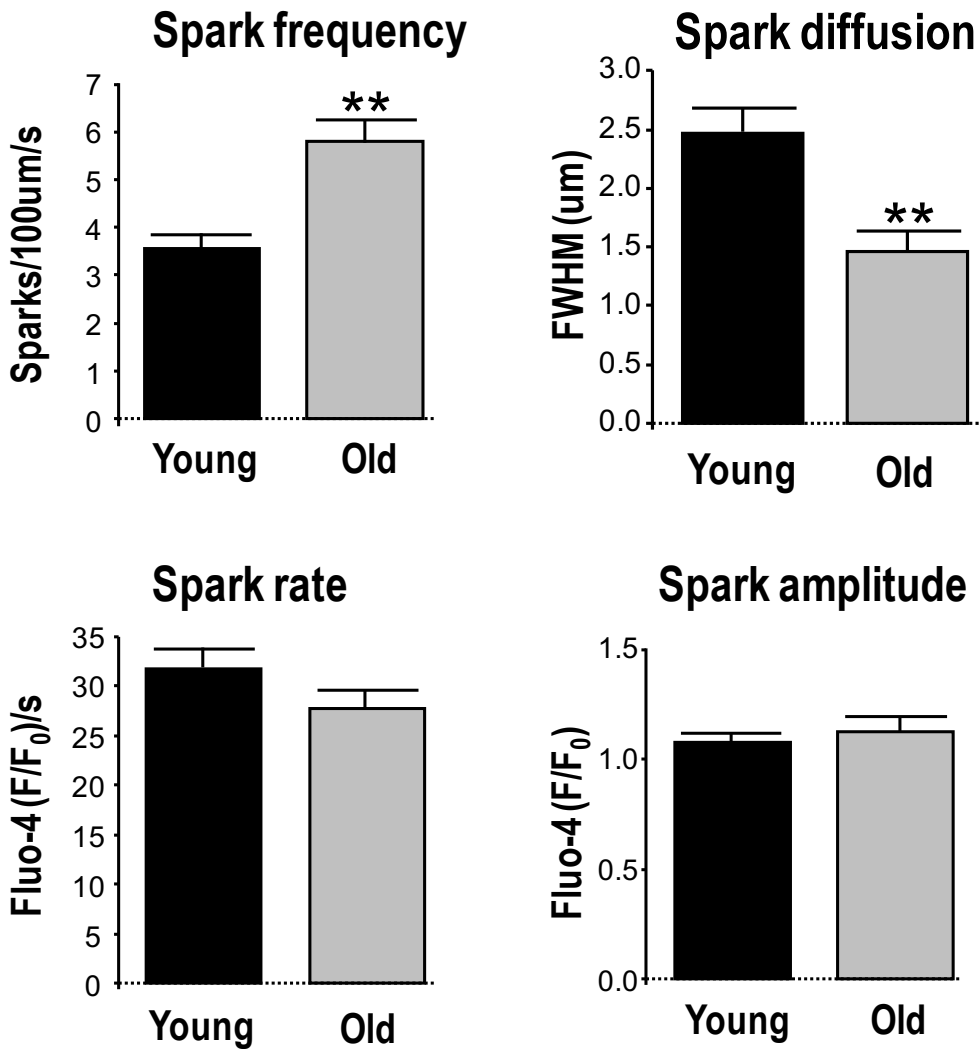 Spark frequency
Sparks/100um/s
7
6
5
4
3
2
1
0
**
Young Old
Spark diffusion
FWHM (um)
3.0
2.5
2.0
1.5
1.0
0.5
0.0
**
Young Old
Spark rate
Fluo-4 (F/F₀)/s
35
30
25
20
15
10
5
0
Young Old
Spark amplitude
Fluo-4 (F/F₀)
1.5
1.0
0.5
0.0
Young Old